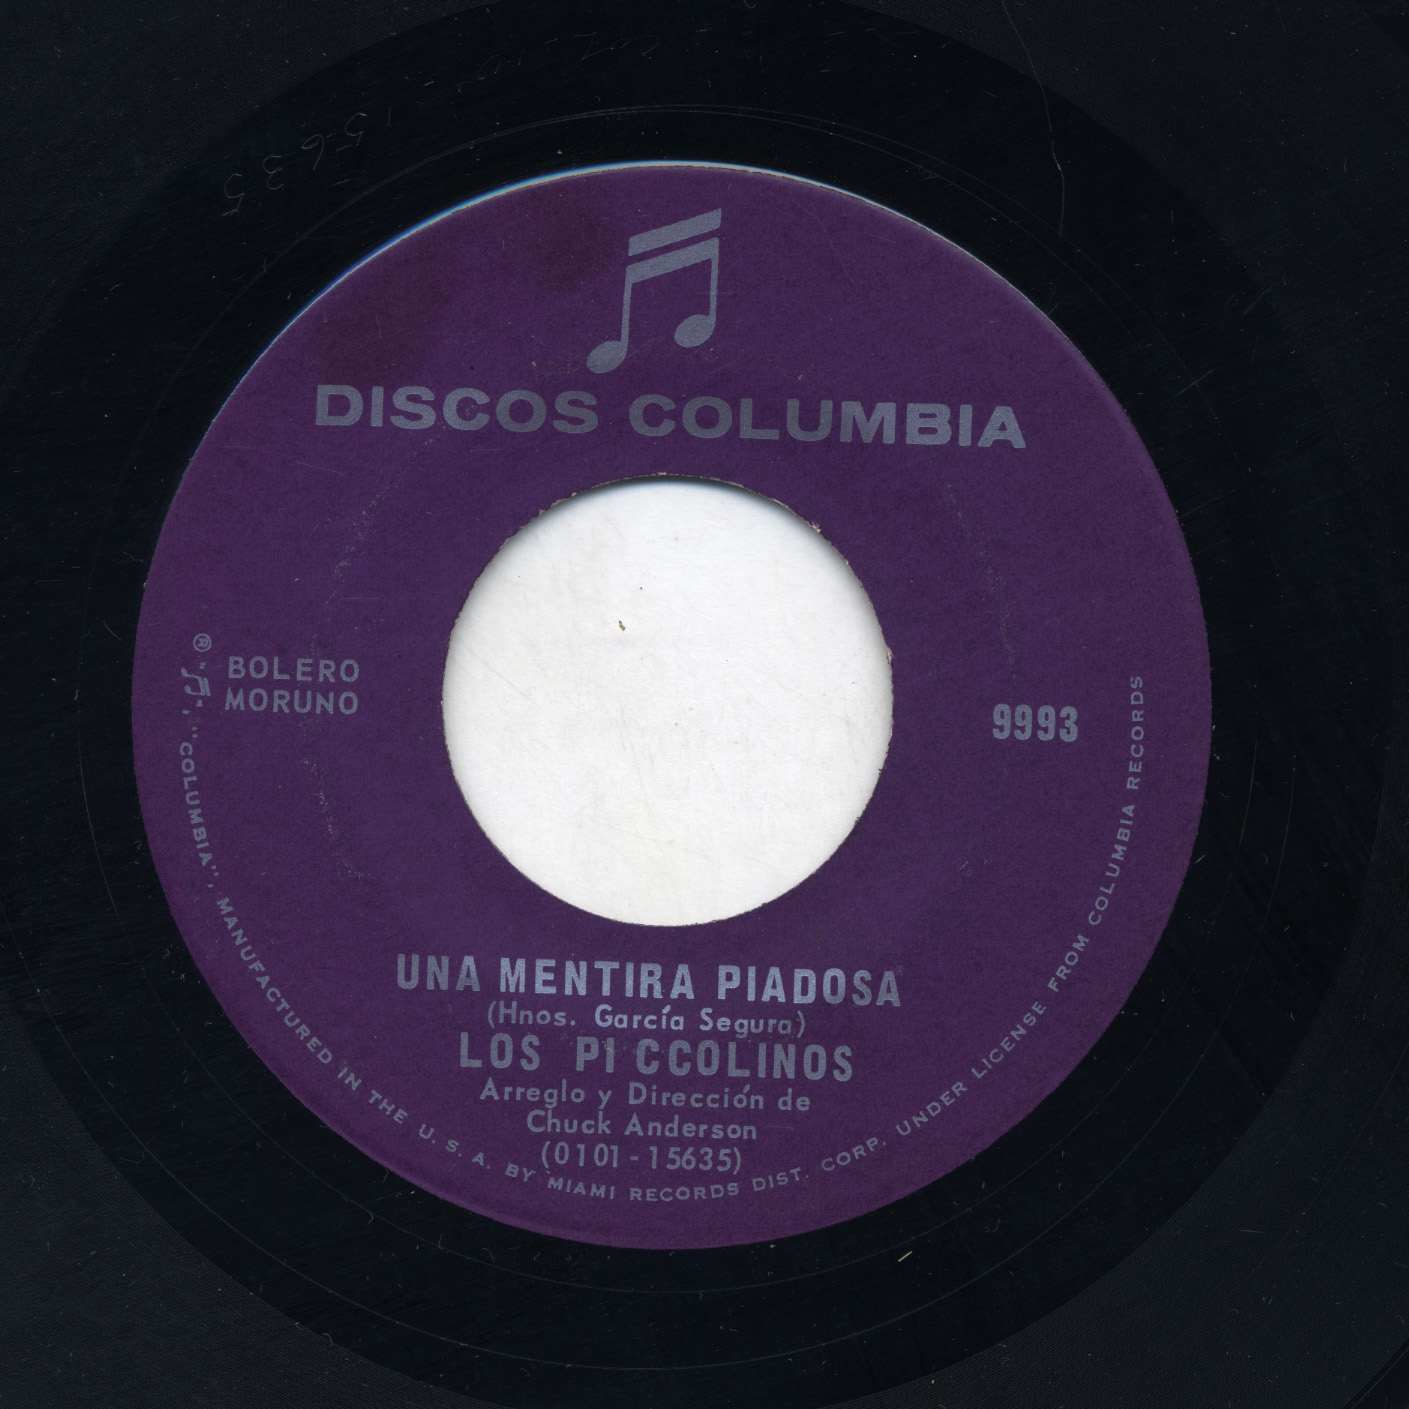 DISCOS COLUMBIA
BOLERO
MORUNO
9993
UNA MENTIRA PIADOSA
(Hnos. García Segura)
LOS PI CCOLINOS
Arreglo y Dirección de
Chuck Anderson
(0101-15635)
® "♫", "COLUMBIA", MANUFACTURED IN THE U. S. A. BY MIAMI RECORDS DIST. CORP. UNDER LICENSE FROM COLUMBIA RECORDS